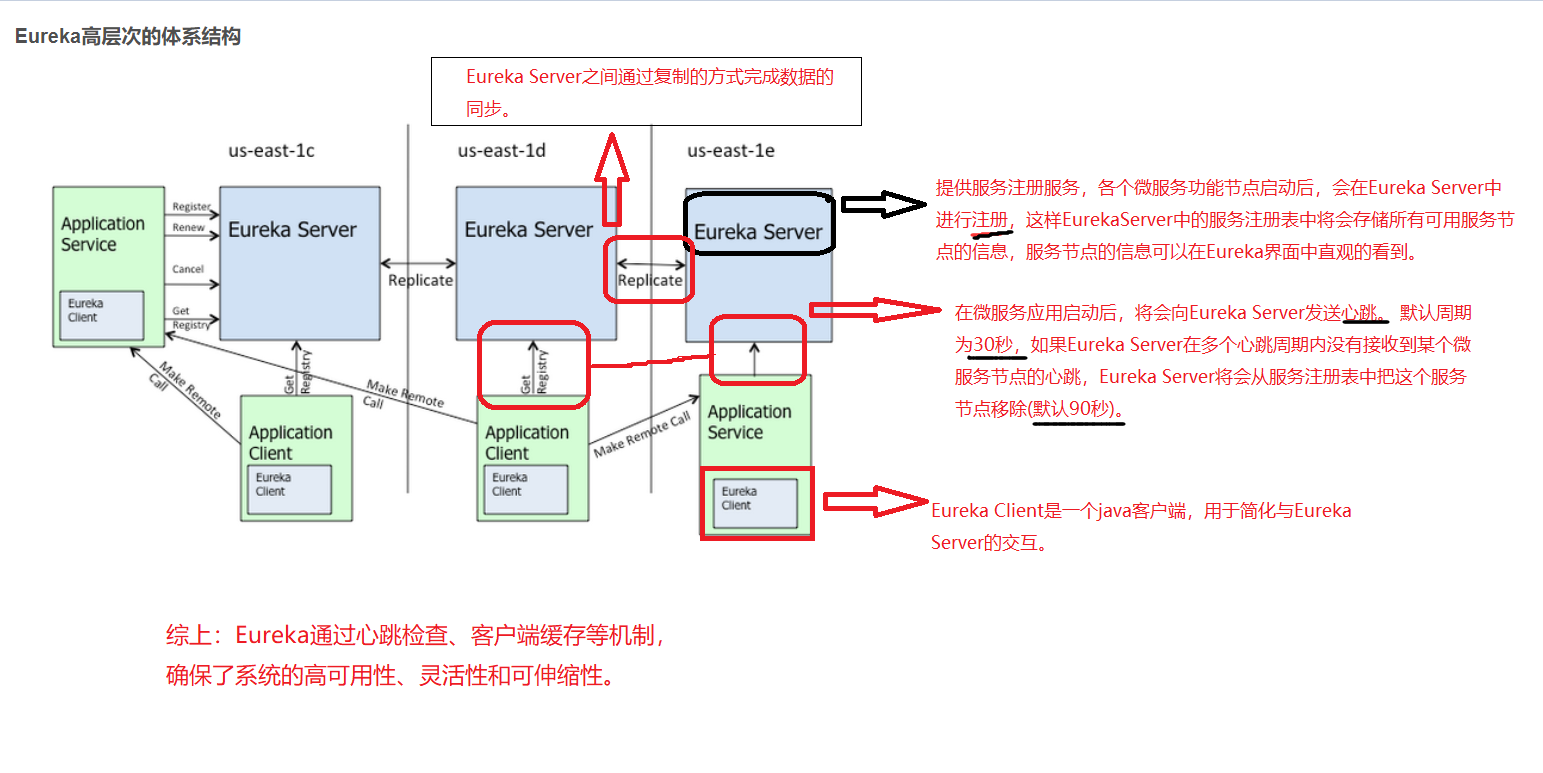 Eureka高层次的体系结构
Eureka Server之间通过复制的方式完成数据的
同步。
us-east-1c
us-east-1d
us-east-1e
Application
Service
Register
Renew
Cancel
Get
Registry
Eureka
Client
Eureka Server
Replicate
Eureka Server
Replicate
Eureka Server
提供服务注册服务，各个微服务功能节点启动后，会在Eureka Server中
进行注册，这样EurekaServer中的服务注册表中将会存储所有可用服务节
点的信息，服务节点的信息可以在Eureka界面中直观的看到。
在微服务应用启动后，将会向Eureka Server发送心跳。默认周期
为30秒，如果Eureka Server在多个心跳周期内没有接收到某个微
服务节点的心跳，Eureka Server将会从服务注册表中把这个服务
节点移除(默认90秒)。
Make Remote
Call
Get
Registry
Make Remote
Call
Get
Registry
Make Remote Call
Application
Client
Eureka
Client
Application
Client
Eureka
Client
Application
Service
Eureka
Client
Eureka Client是一个java客户端，用于简化与Eureka
Server的交互。
综上：Eureka通过心跳检查、客户端缓存等机制，
确保了系统的高可用性、灵活性和可伸缩性。